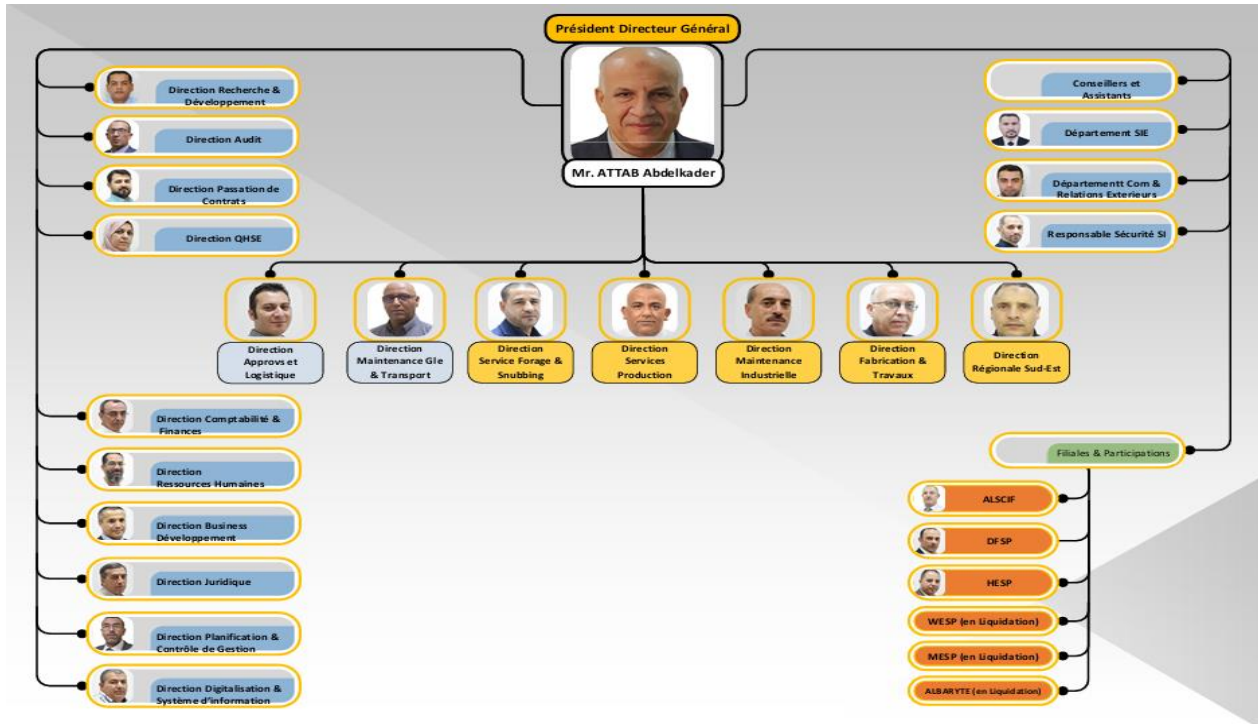 Président Directeur Général
Mr. ATTAB Abdelkader
Direction Recherche &
Développement
Direction Audit
Direction Passation de
Contrats
Direction QHSE
Conseillers et
Assistants
Département SIE
Départementt Com &
Relations Exterieurs
Responsable Sécurité SI
Direction
Approvs et
Logistique
Direction
Maintenance Gle
& Transport
Direction
Service Forage &
Snubbing
Direction
Services
Production
Direction
Maintenance
Industrielle
Direction
Fabrication &
Travaux
Direction
Régionale Sud-Est
Direction Comptabilité &
Finances
Direction
Ressources Humaines
Direction Business
Développement
Direction Juridique
Direction Planification &
Contrôle de Gestion
Direction Digitalisation &
Système d'information
Filiales & Participations
ALSCIF
DFSP
HESP
WESP (en Liquidation)
MESP (en Liquidation)
ALBARYTE (en Liquidation)